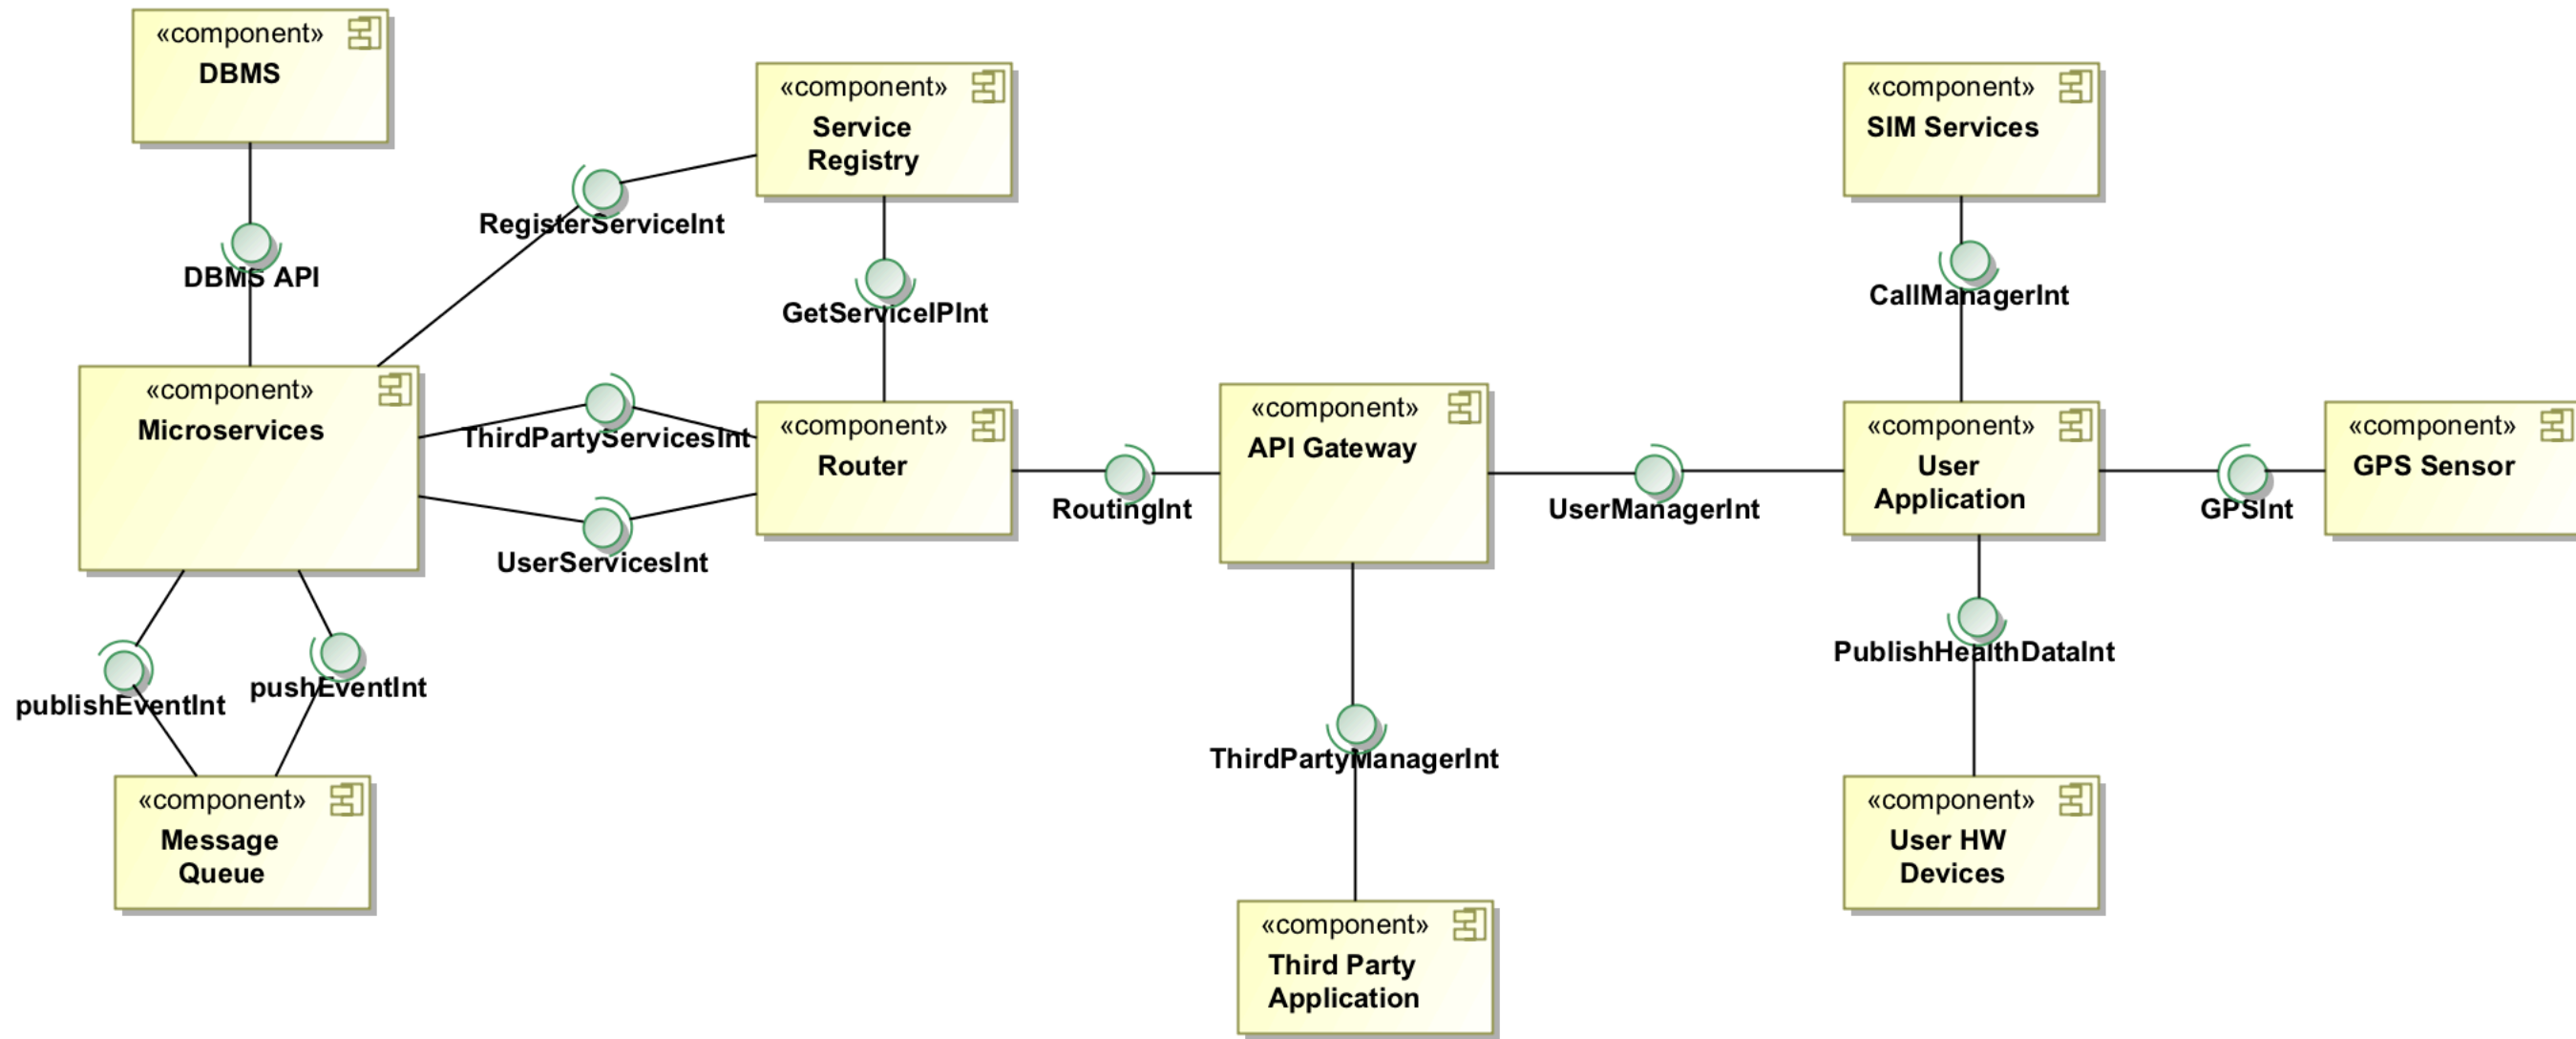 «component»
DBMS
«component»
Service
Registry
«component»
SIM Services
RegisterServiceInt
DBMS API
GetServiceIPInt
CallManagerInt
«component»
Microservices
ThirdPartyServicesInt
«component»
Router
«component»
API Gateway
«component»
User
Application
«component»
GPS Sensor
RoutingInt
UserManagerInt
GPSInt
UserServicesInt
PublishHealthDataInt
publishEventInt
pushEventInt
ThirdPartyManagerInt
«component»
Message
Queue
«component»
User HW
Devices
«component»
Third Party
Application